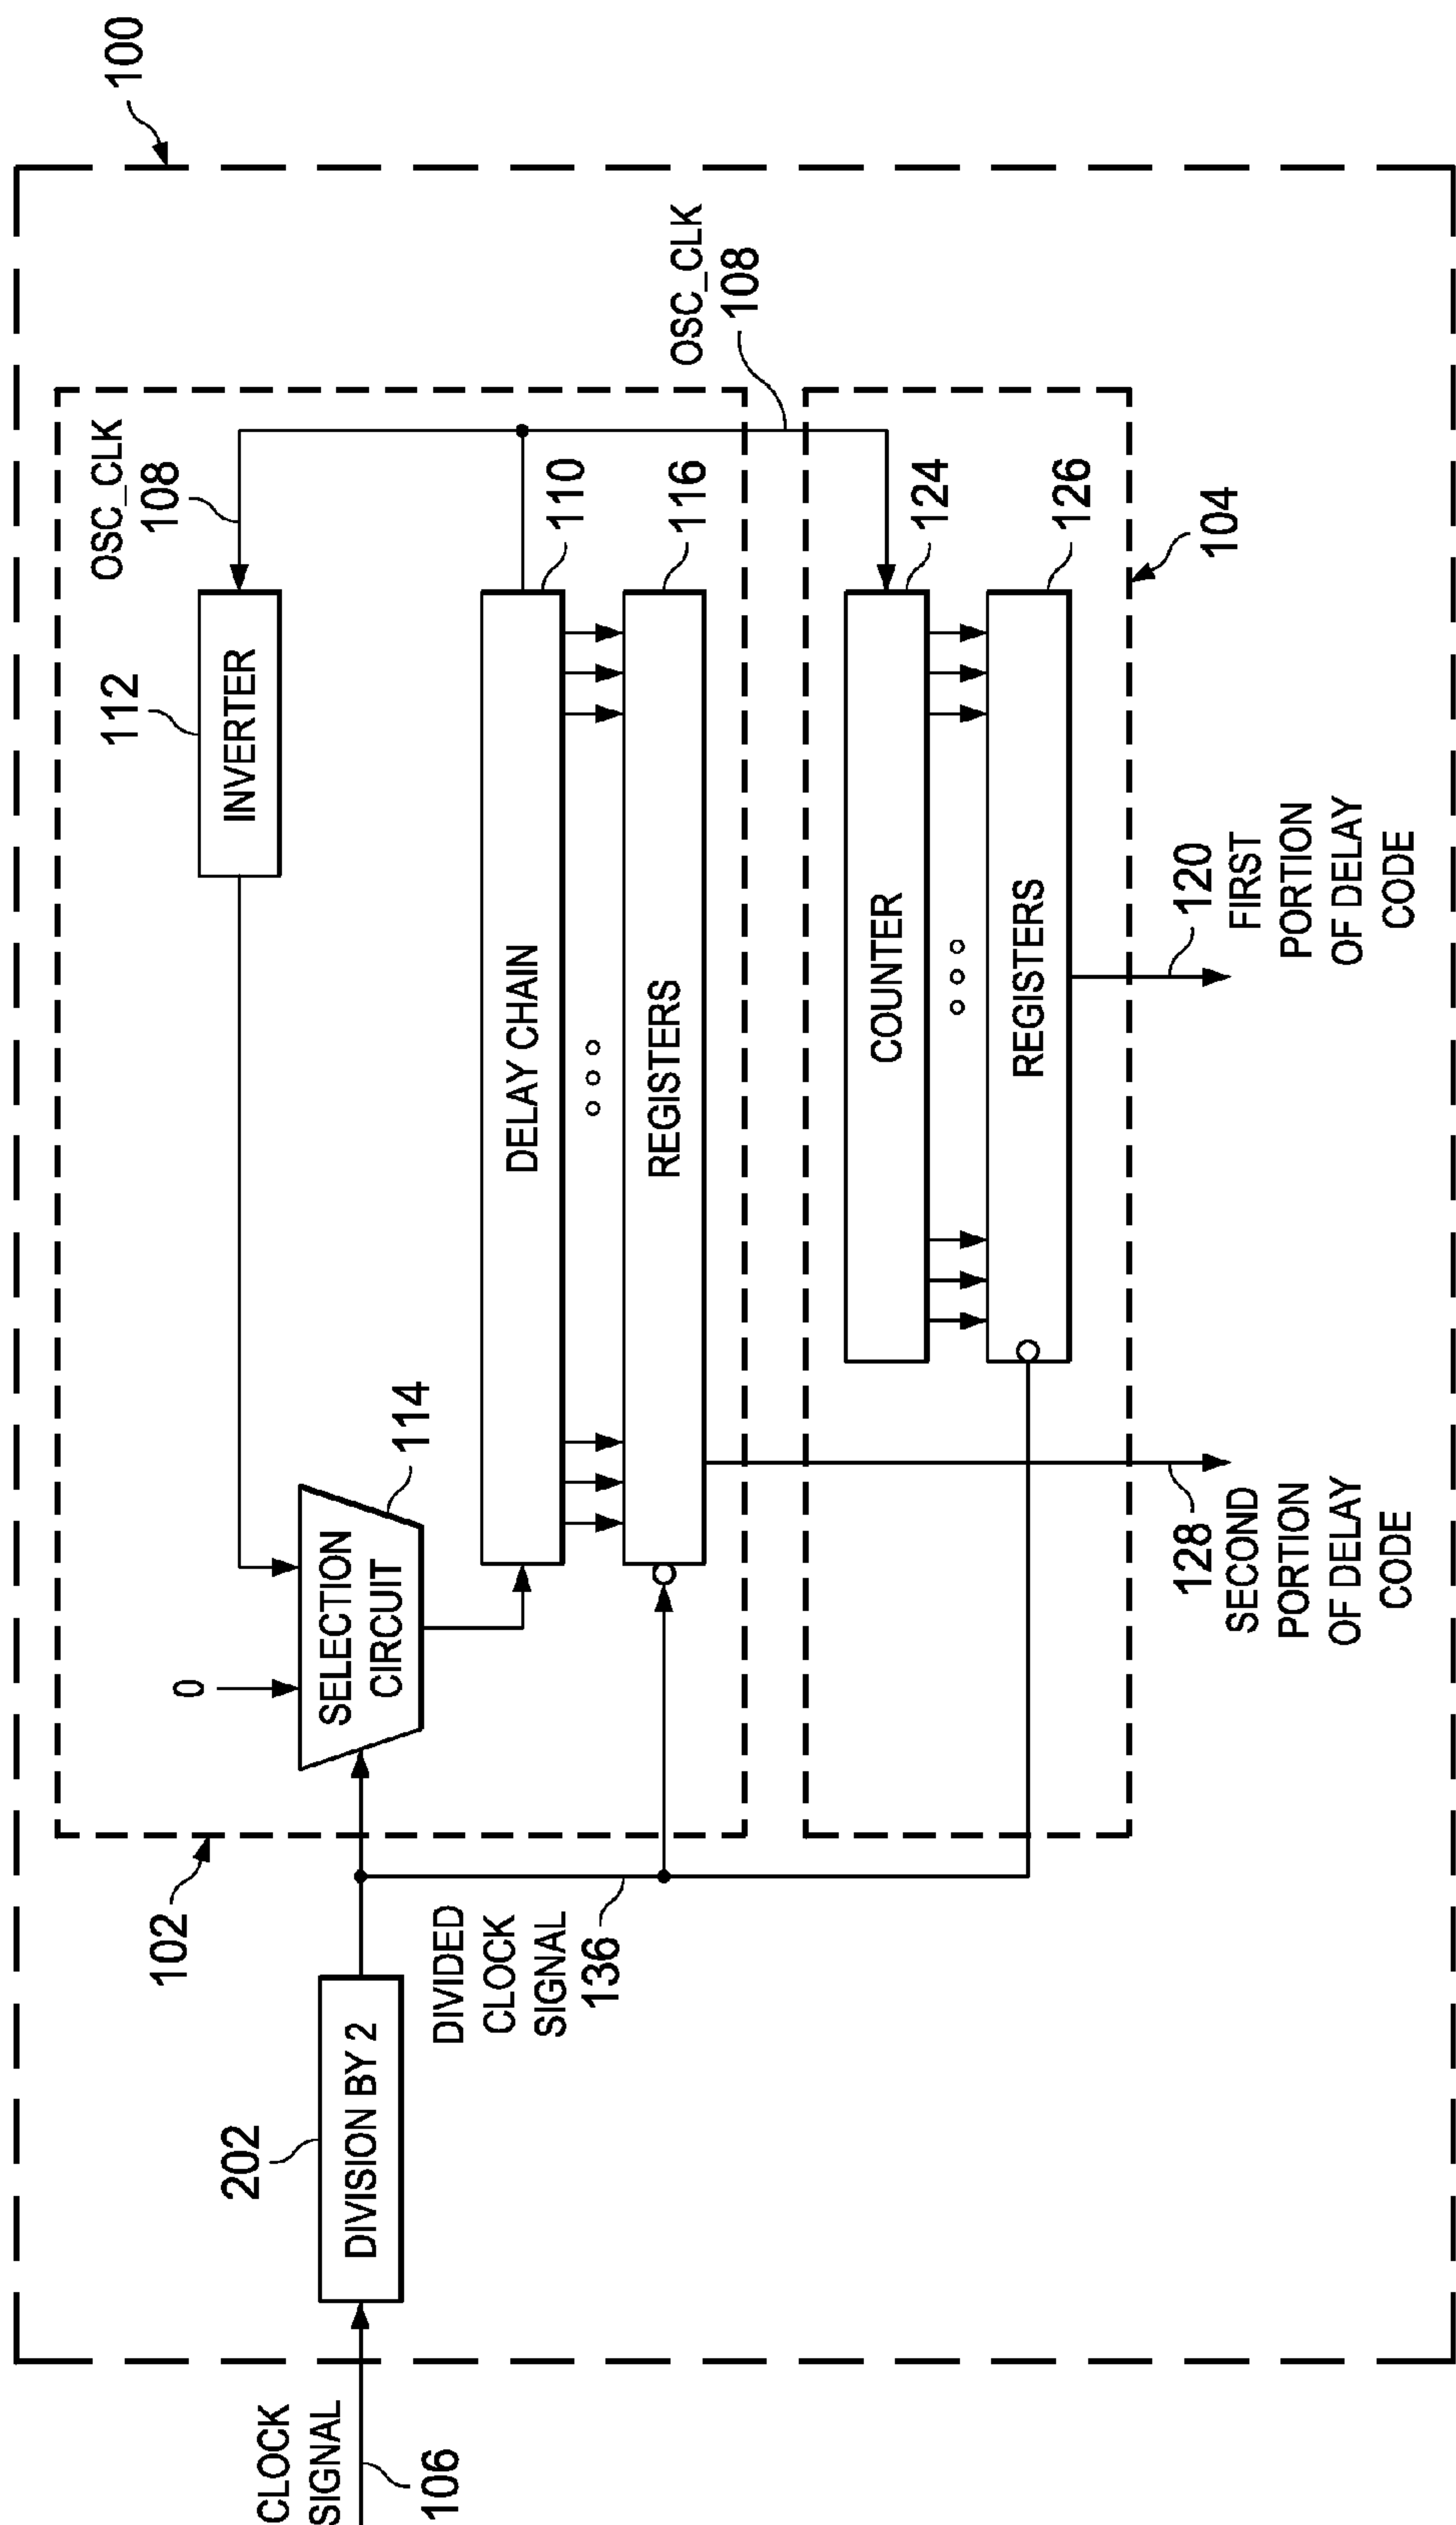 100
OSC_CLK
108
112
INVERTER
OSC_CLK
108
0
SELECTION
CIRCUIT
114
110
DELAY CHAIN
116
REGISTERS
102
202
DIVISION BY 2
CLOCK
SIGNAL
106
DIVIDED
CLOCK
SIGNAL
136
124
COUNTER
126
REGISTERS
104
128
SECOND
PORTION
OF DELAY
CODE
120
FIRST
PORTION
OF DELAY
CODE